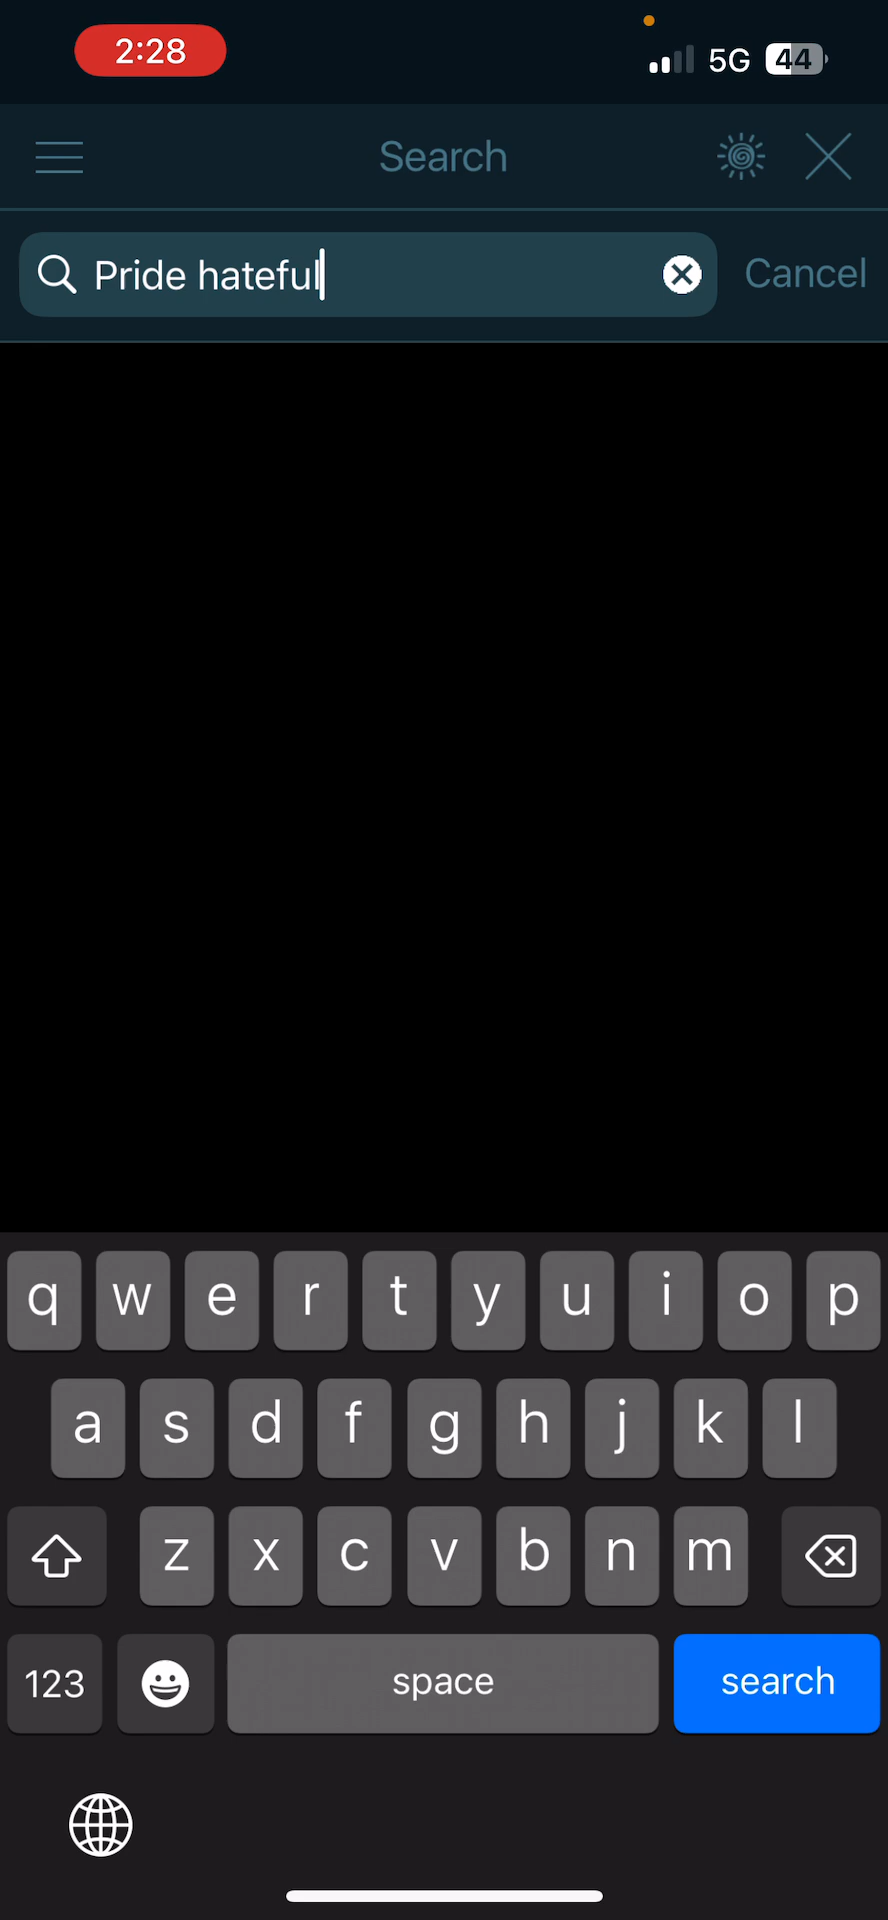 2:28
5G 44
Search
Pride hateful
Cancel
q w e r t y u i o p
a s d f g h j k l
z x c v b n m
123 space search